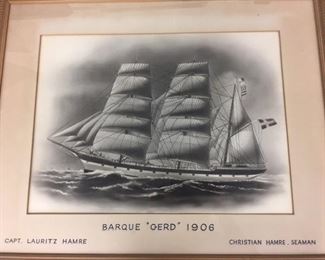 BARQUE "GERD" 1906
CAPT. LAURITZ HAMRE
CHRISTIAN HAMRE. SEAMAN